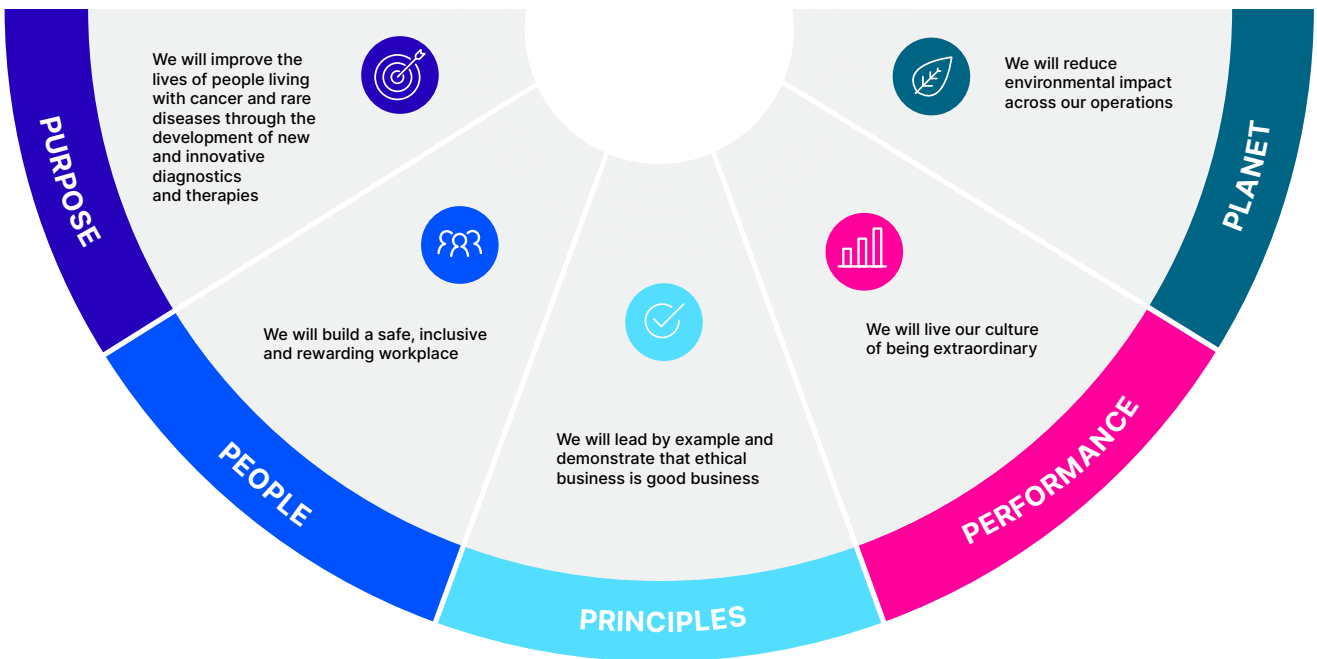 PURPOSE
We will improve the
lives of people living
with cancer and rare
diseases through the
development of new
and innovative
diagnostics
and therapies
PEOPLE
We will build a safe, inclusive
and rewarding workplace
PRINCIPLES
We will lead by example and
demonstrate that ethical
business is good business
PERFORMANCE
We will live our culture
of being extraordinary
PLANET
We will reduce
environmental impact
across our operations